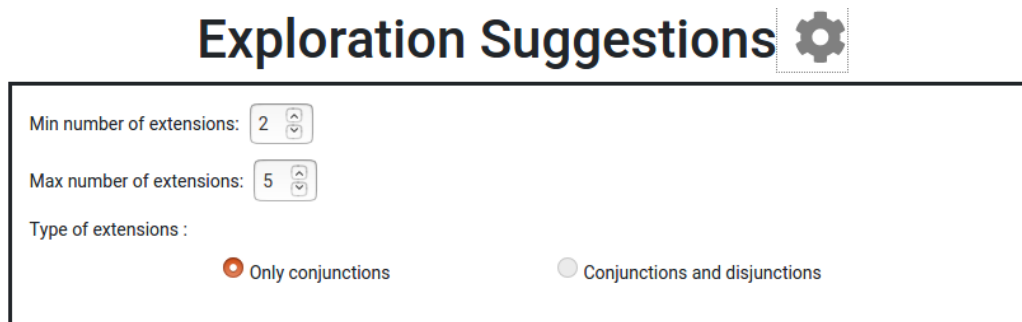 Exploration Suggestions
Min number of extensions: 2
Max number of extensions: 5
Type of extensions :
Only conjunctions Conjunctions and disjunctions